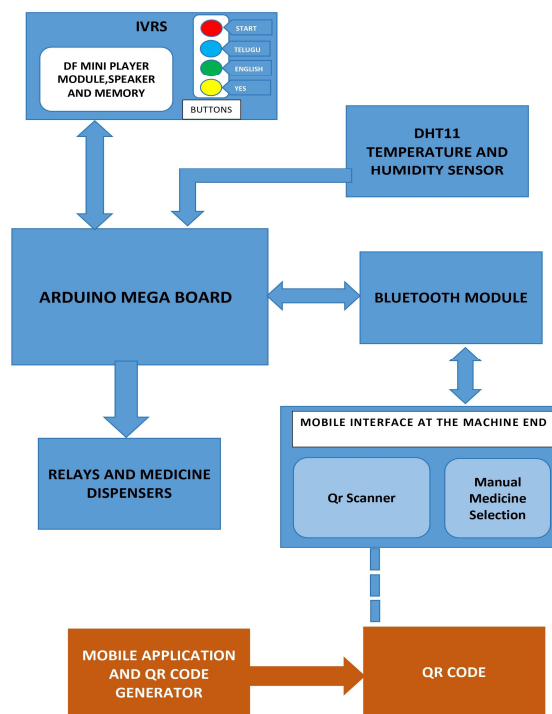 IVRS
DF MINI PLAYER
MODULE,SPEAKER
AND MEMORY
START
TELUGU
ENGLISH
YES
BUTTONS
DHT11
TEMPERATURE AND
HUMIDITY SENSOR
ARDUINO MEGA BOARD
BLUETOOTH MODULE
MOBILE INTERFACE AT THE MACHINE END
RELAYS AND MEDICINE
DISPENSERS
Qr Scanner
Manual
Medicine
Selection
MOBILE APPLICATION
AND QR CODE
GENERATOR
QR CODE